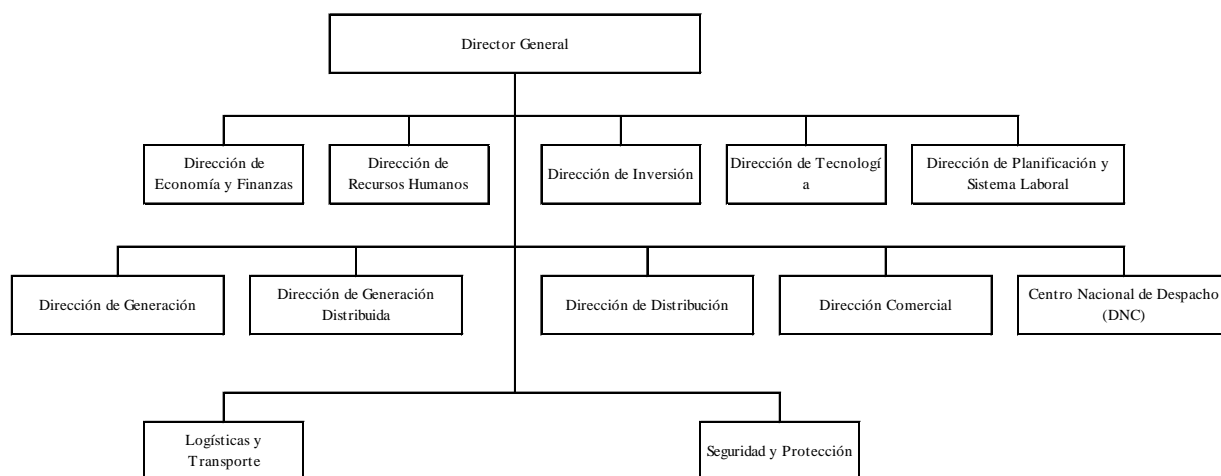 Director General
Dirección de
Economía y Finanzas
Dirección de
Recursos Humanos
Dirección de Inversión
Dirección de Tecnologí
a
Dirección de Planificación y
Sistema Laboral
Dirección de Generación
Dirección de Generación
Distribuida
Dirección de Distribución
Dirección Comercial
Centro Nacional de Despacho
(DNC)
Logísticas y
Transporte
Seguridad y Protección